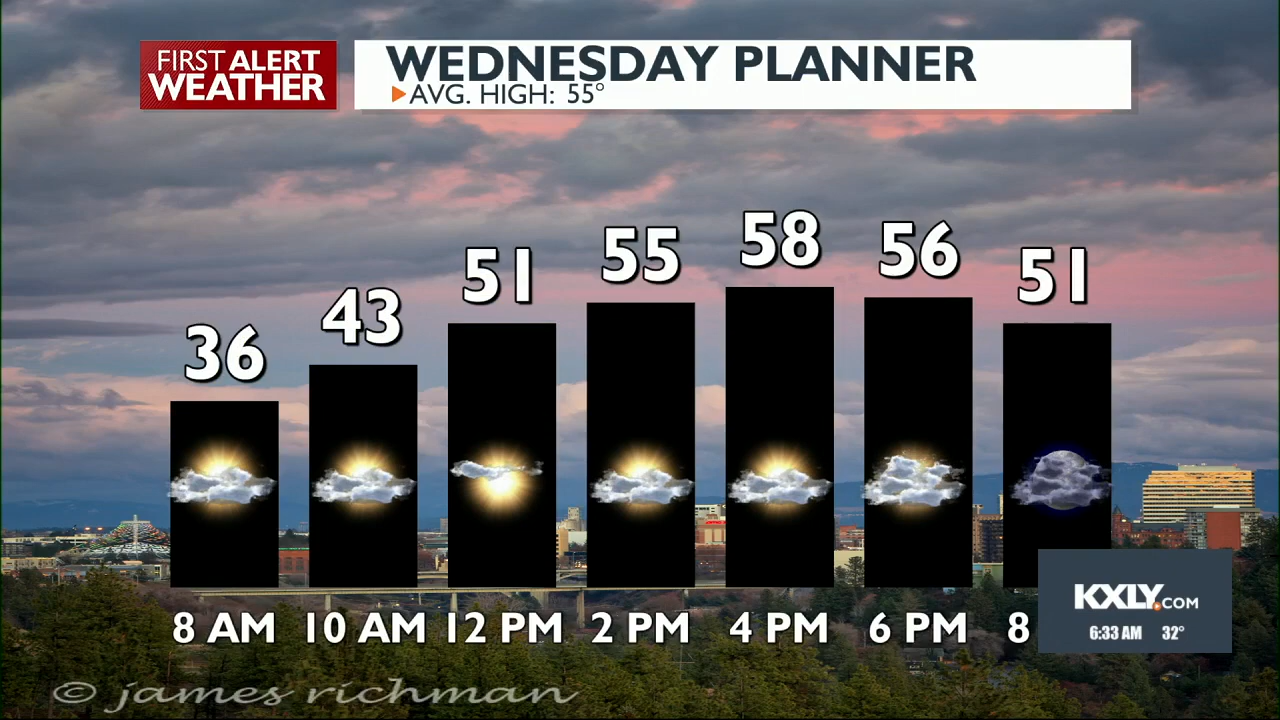 FIRST ALERT
WEATHER
WEDNESDAY PLANNER
AVG. HIGH: 55°
36 43 51 55 58 56 51
8 AM 10 AM 12 PM 2 PM 4 PM 6 PM 8
KXLY.COM
6:33 AM 32°
© james richman